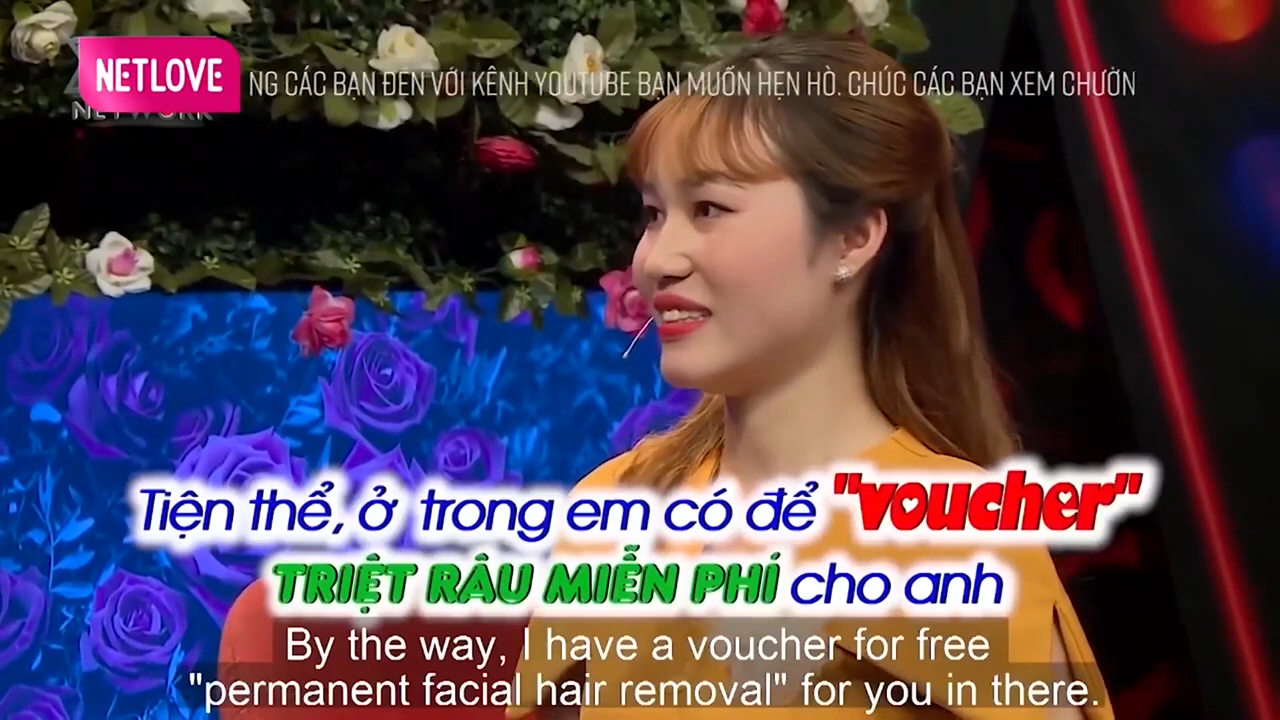 NETLOVE
NG CÁC BẠN ĐẾN VỚI KÊNH YOUTUBE BẠN MUỐN HẸN HÒ. CHÚC CÁC BẠN XEM CHƯỜN
NETWORK
Tiện thể, ở trong em có để "voucher"
TRIỆT RÂU MIỄN PHÍ cho anh
By the way, I have a voucher for free
"permanent facial hair removal" for you in there.